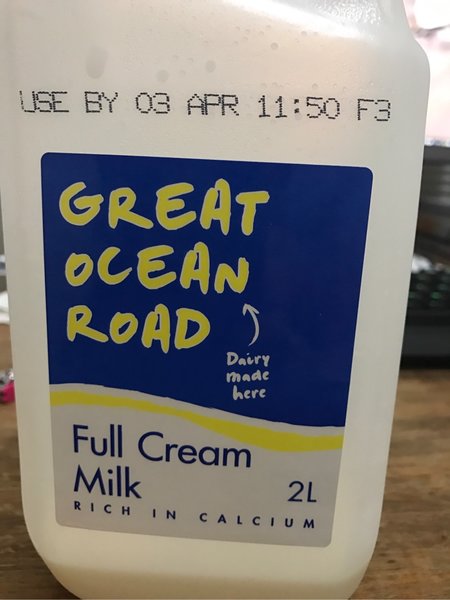 USE BY 03 APR 11:50 F3
GREAT
OCEAN
ROAD
Dairy
made
here
Full Cream
Milk
2L
RICH IN CALCIUM